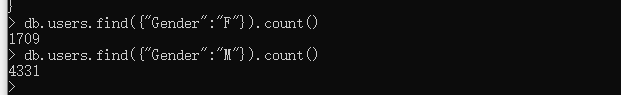 }
> db.users.find({"Gender":"F"}).count()
1709
> db.users.find({"Gender":"M"}).count()
4331
>